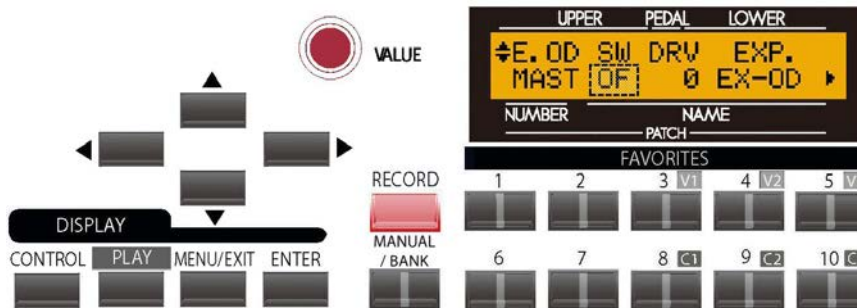 UPPER PEDAL LOWER
E. OD SW DRV EXP.
MAST OF 0 EX-OD
NUMBER NAME
PATCH
VALUE
FAVORITES
RECORD
1 2 3 V1 4 V2 5 V
DISPLAY
CONTROL PLAY MENU/EXIT ENTER
MANUAL
/ BANK
6 7 8 C1 9 C2 10 C